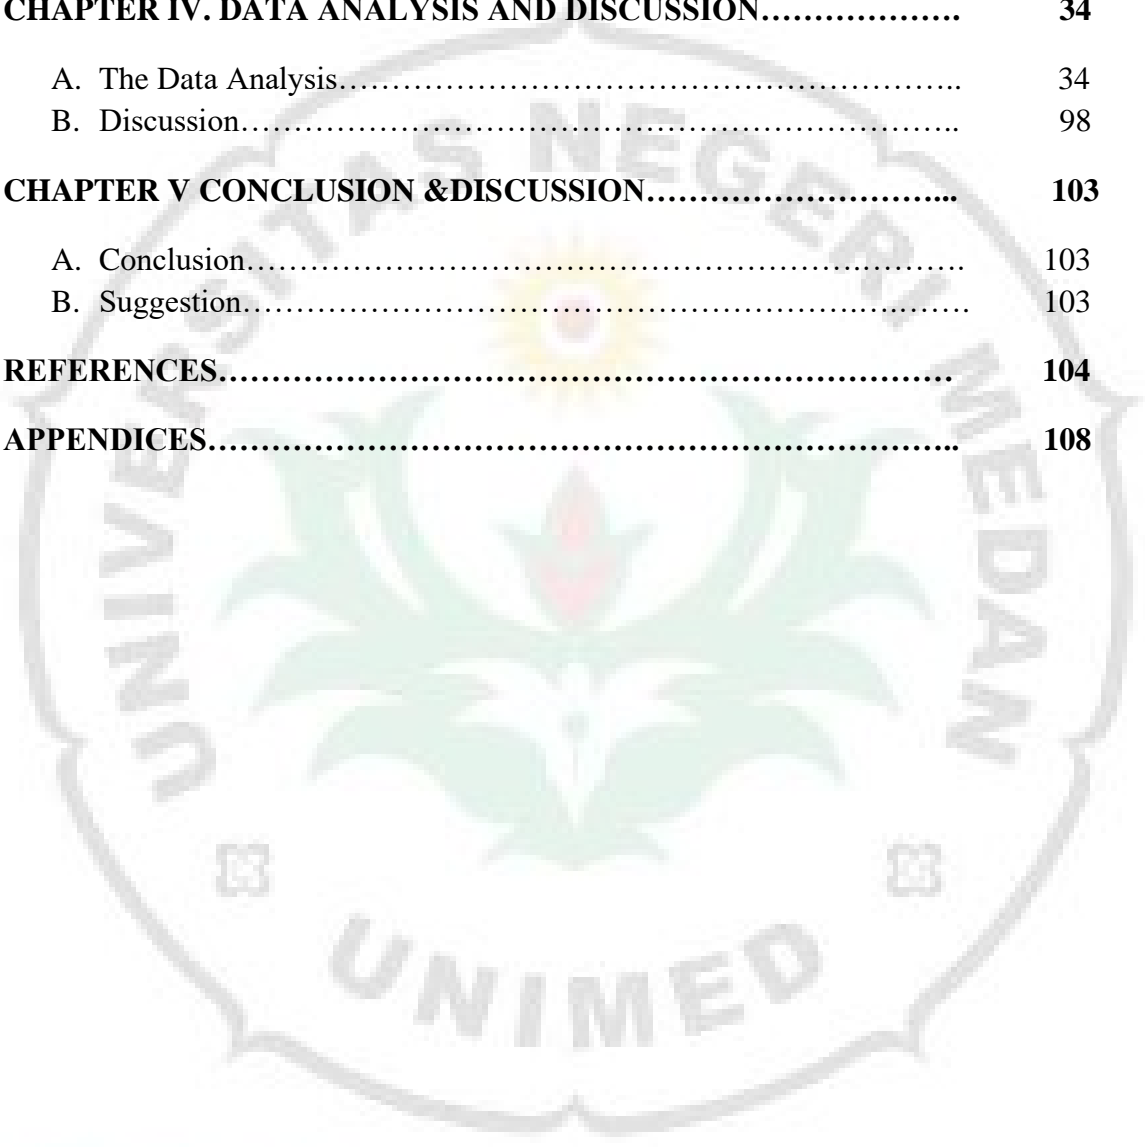 CHAPTER IV. DATA ANALYSIS AND DISCUSSION………………. 34
A. The Data Analysis……………………………………………………….. 34
B. Discussion……………………………………………………………….. 98
CHAPTER V CONCLUSION &DISCUSSION………………………... 103
A. Conclusion……………………………………………………….………. 103
B. Suggestion……………………………………………………….………. 103
REFERENCES………………………………………………………………… 104
APPENDICES………………………………………………………………….. 108
UNIVERSITAS NEGERI MEDAN
UNIMED